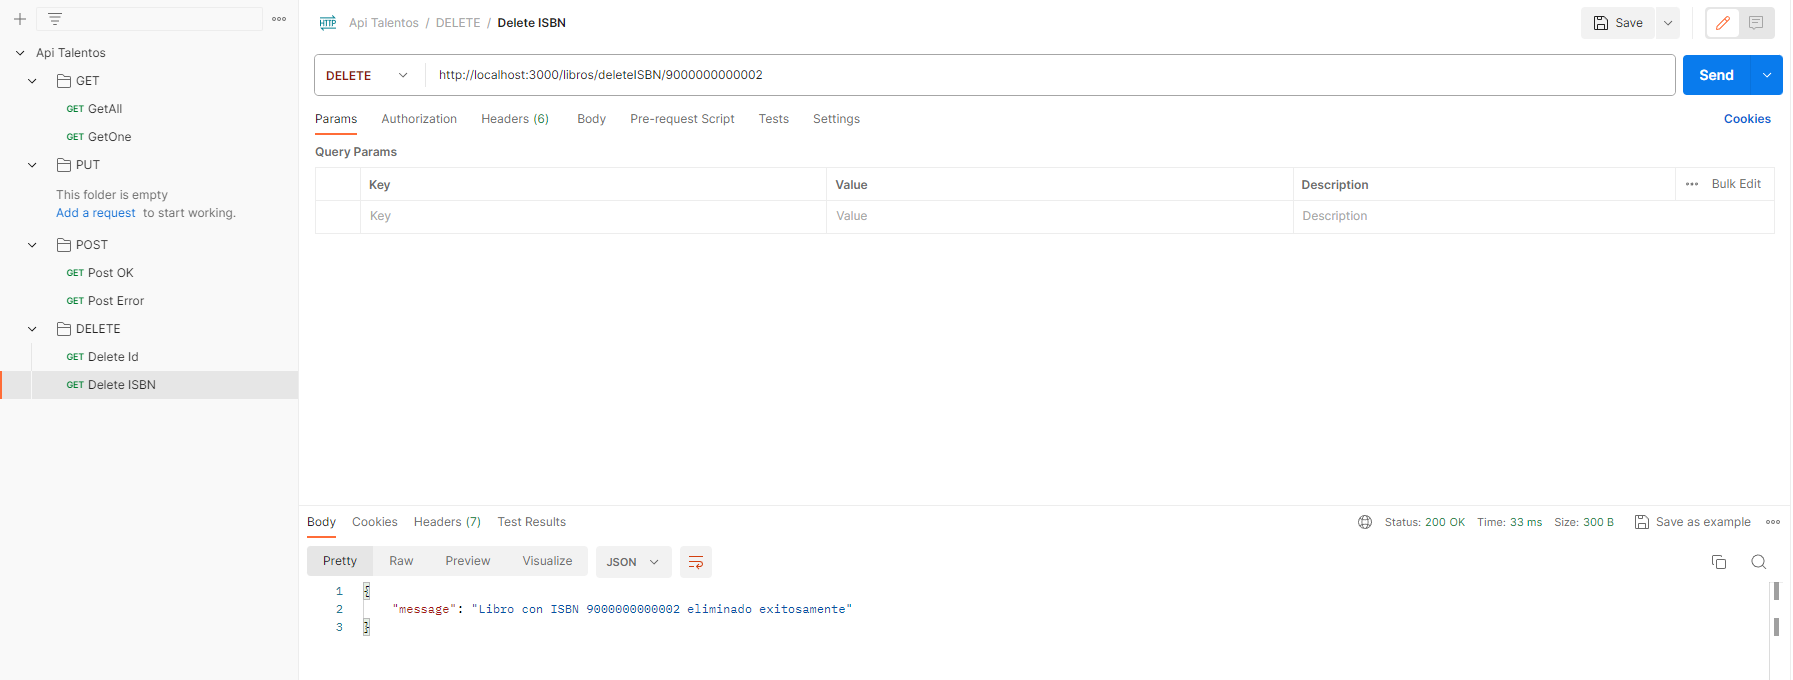 Api Talentos
GET
GET GetAll
GET GetOne
PUT
This folder is empty
Add a request to start working.
POST
GET Post OK
GET Post Error
DELETE
GET Delete Id
GET Delete ISBN
HTTP Api Talentos / DELETE / Delete ISBN
Save
DELETE http://localhost:3000/libros/deleteISBN/9000000000002
Send
Params Authorization Headers (6) Body Pre-request Script Tests Settings
Cookies
Query Params
Key Value Description Bulk Edit
Key Value Description
Body Cookies Headers (7) Test Results
Status: 200 OK Time: 33 ms Size: 300 B Save as example
Pretty Raw Preview Visualize JSON
1 {
2 "message": "Libro con ISBN 9000000000002 eliminado exitosamente"
3 }